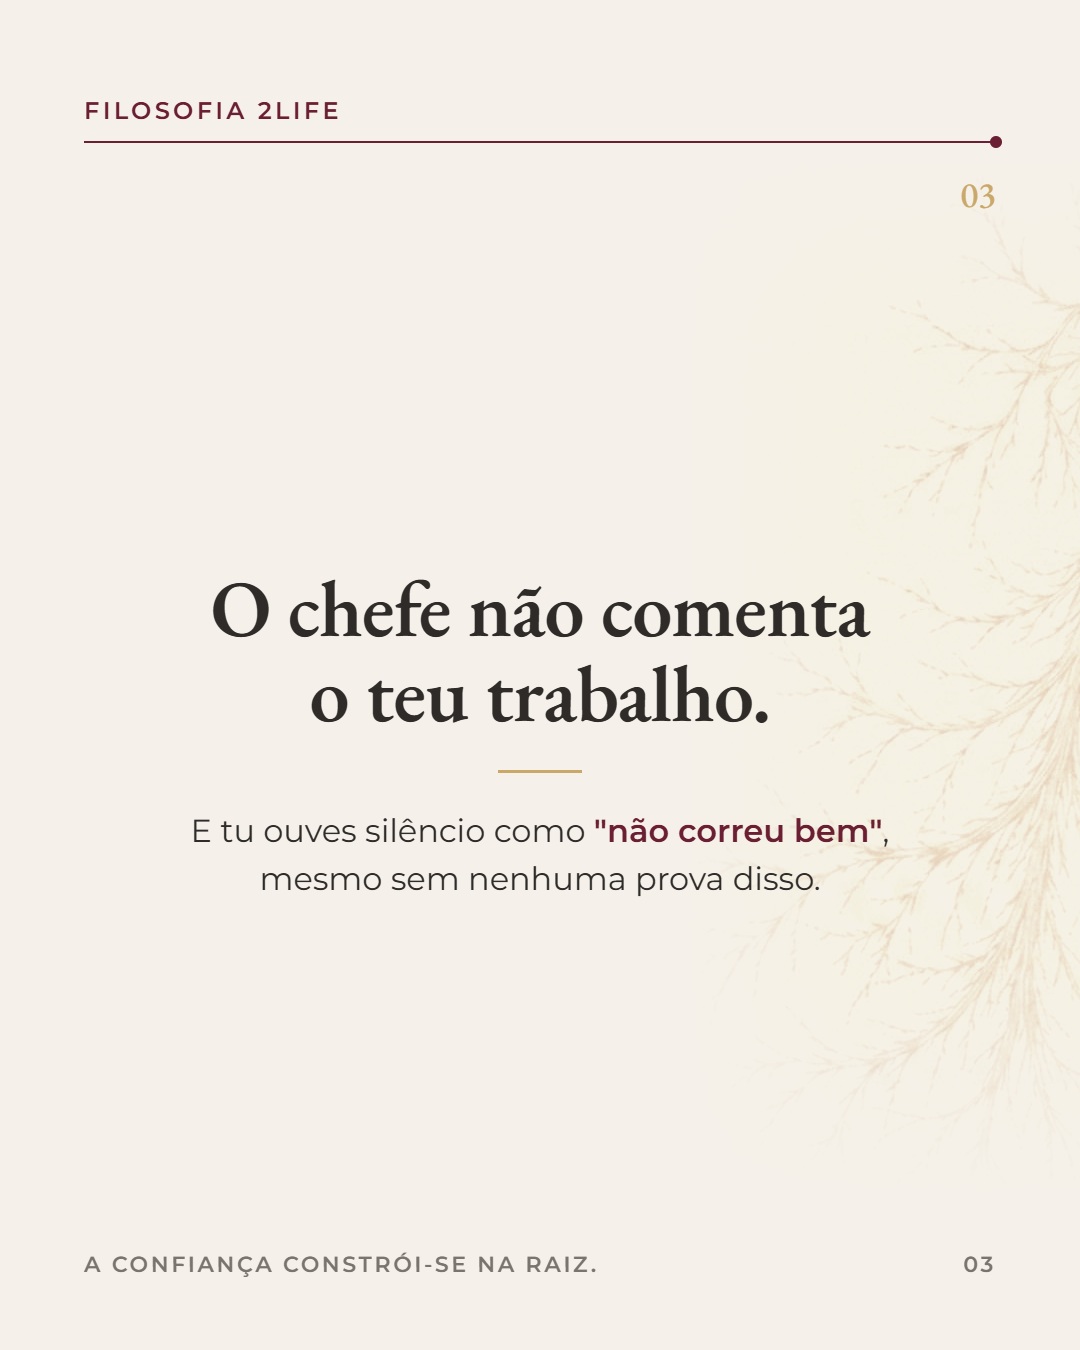 FILOSOFIA 2LIFE
03
O chefe não comenta
o teu trabalho.
E tu ouves silêncio como "não correu bem",
mesmo sem nenhuma prova disso.
A CONFIANÇA CONSTRÓI-SE NA RAIZ.
03